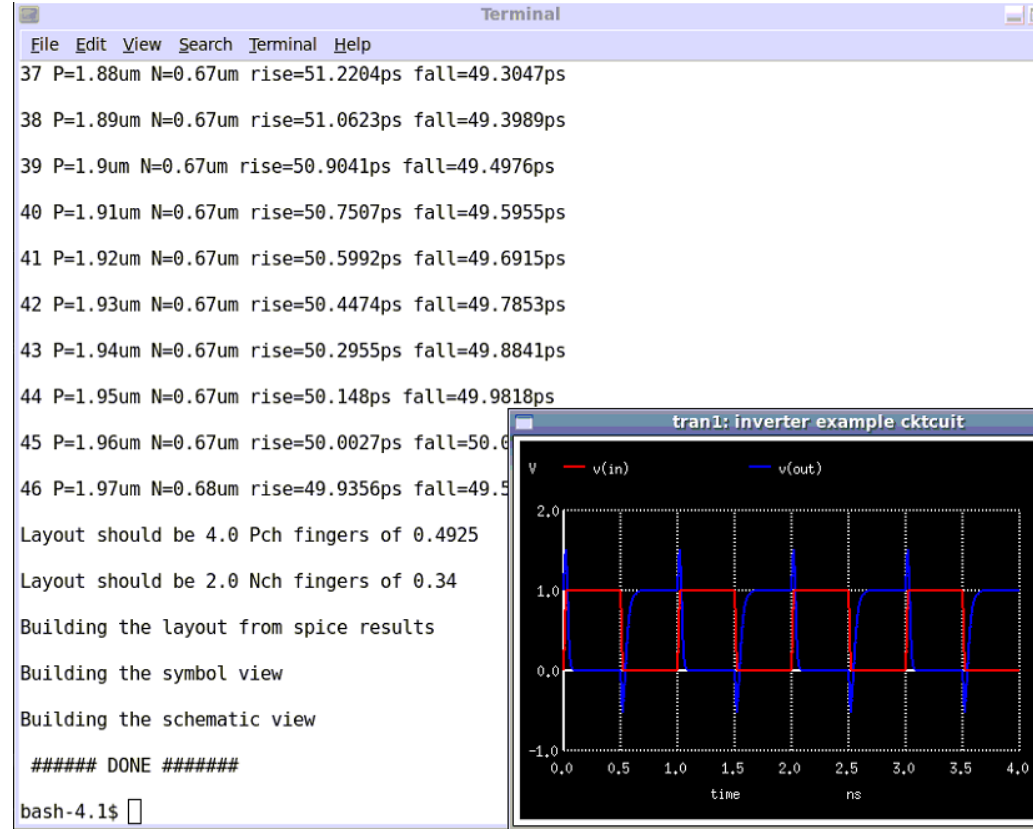 Terminal
File Edit View Search Terminal Help
37 P=1.88um N=0.67um rise=51.2204ps fall=49.3047ps
38 P=1.89um N=0.67um rise=51.0623ps fall=49.3989ps
39 P=1.9um N=0.67um rise=50.9041ps fall=49.4976ps
40 P=1.91um N=0.67um rise=50.7507ps fall=49.5955ps
41 P=1.92um N=0.67um rise=50.5992ps fall=49.6915ps
42 P=1.93um N=0.67um rise=50.4474ps fall=49.7853ps
43 P=1.94um N=0.67um rise=50.2955ps fall=49.8841ps
44 P=1.95um N=0.67um rise=50.148ps fall=49.9818ps
45 P=1.96um N=0.67um rise=50.0027ps fall=50.0
46 P=1.97um N=0.68um rise=49.9356ps fall=49.5
Layout should be 4.0 Pch fingers of 0.4925
Layout should be 2.0 Nch fingers of 0.34
Building the layout from spice results
Building the symbol view
Building the schematic view
###### DONE #######
bash-4.1$
tran1: inverter example cktcuit
V v(in) v(out)
2.0
1.0
0.0
-1.0
0.0 0.5 1.0 1.5 2.0 2.5 3.0 3.5 4.0
time ns